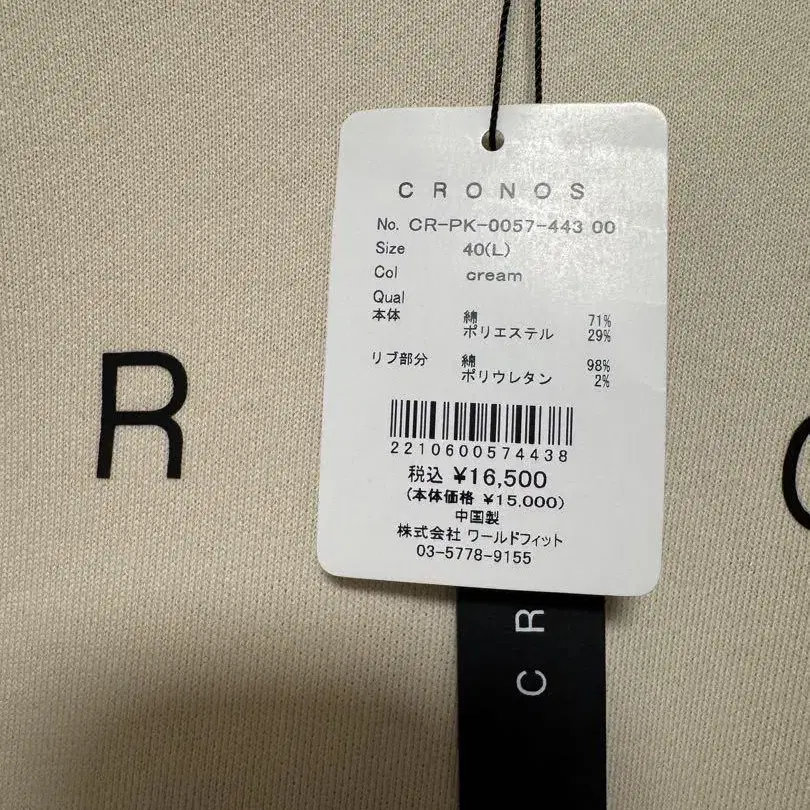 CRONOS
No. CR-PK-0057-443 00
Size 40(L)
Col cream
Qual
本体 綿 71%
ポリエステル 29%
リブ部分 綿 98%
ポリウレタン 2%
2210600574438
税込 ¥16,500
(本体価格 ¥15,000)
中国製
株式会社 ワールドフィット
03-5778-9155
R
CR